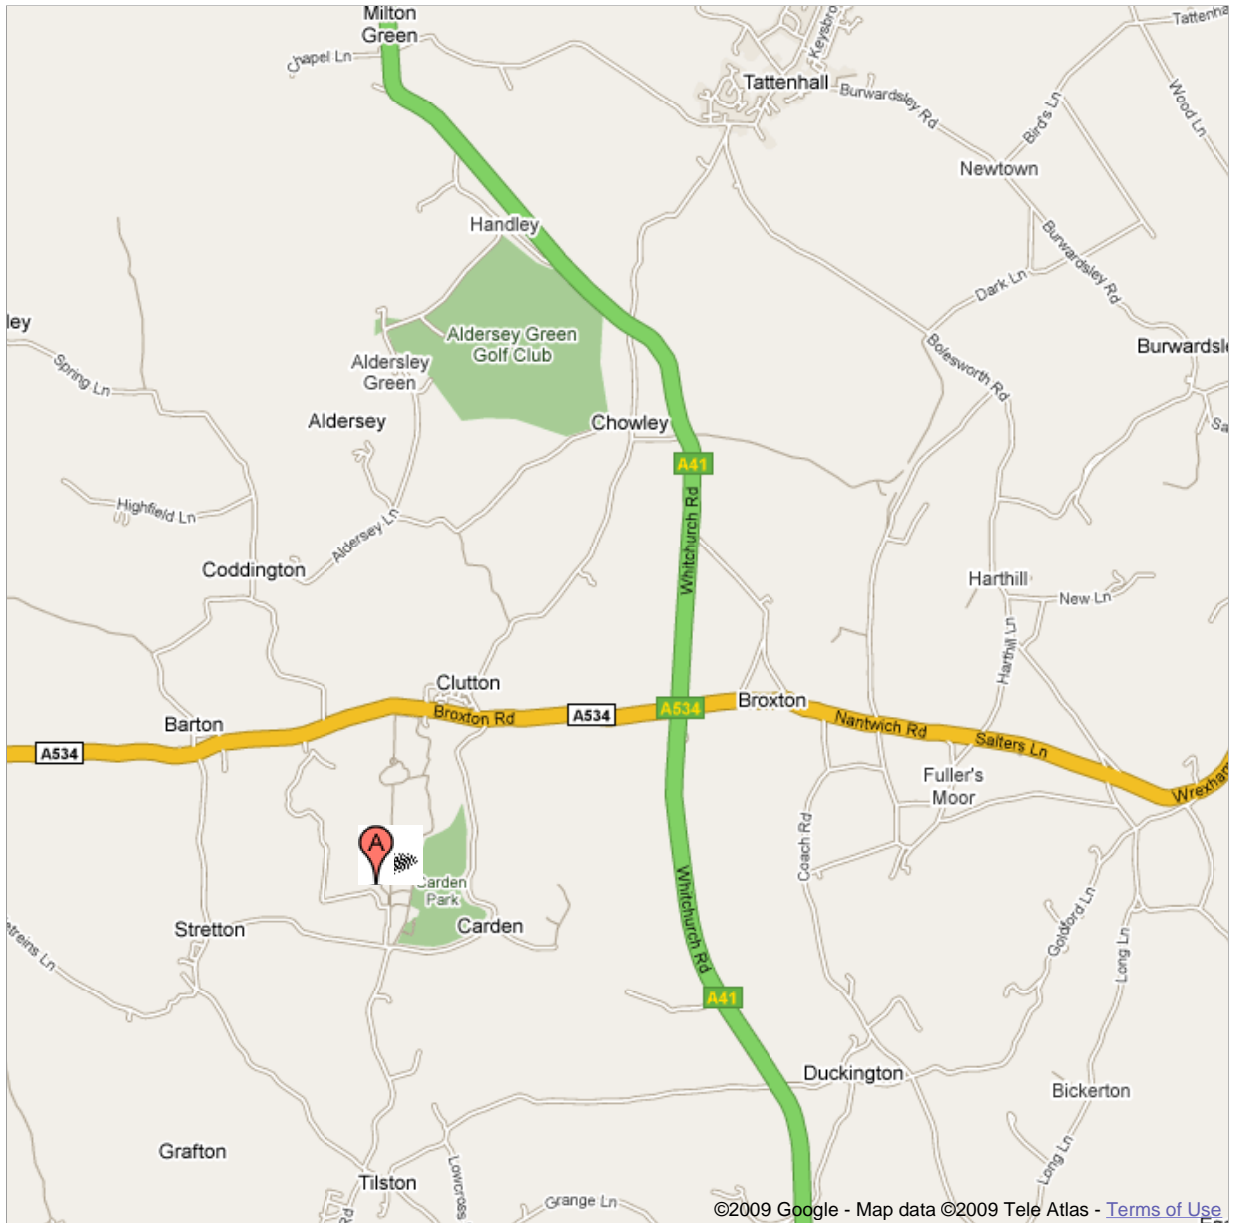 Milton
Green
Chapel Ln
Tattenhall
Burwardsley Rd
Bird's Ln
Wood Ln
Newtown
Handley
Burwardsley Rd
Dark Ln
Aldersey Green
Golf Club
Aldersley
Green
Spring Ln
Bolesworth Rd
Aldersey
Chowley
A41
Whitchurch Rd
Highfield Ln
Aldersey Ln
Coddington
Harthill
New Ln
Harthill Ln
Clutton
Broxton Rd
A534
A534
Broxton
Nantwich Rd
Salters Ln
Barton
A534
Fuller's
Moor
Wrexham
A
Coach Rd
Carden
Park
Carden
Stretton
Whitchurch Rd
Goldford Ln
Long Ln
A41
Duckington
Bickerton
Grafton
Tilston
Lowcross
Grange Ln
Long Ln
Rd
©2009 Google - Map data ©2009 Tele Atlas - Terms of Use